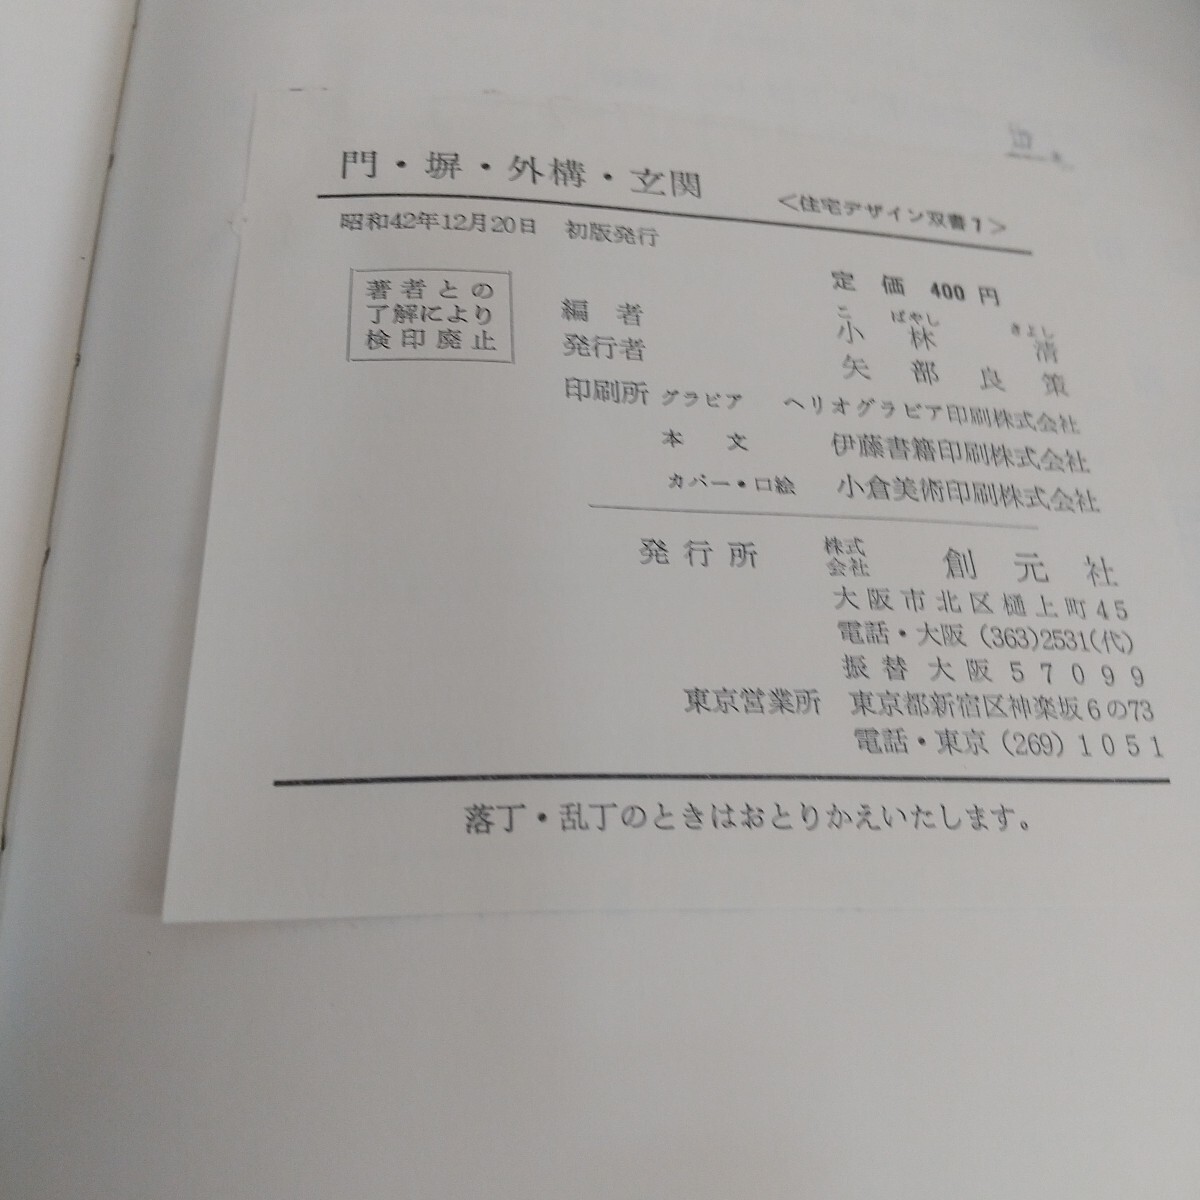 門・塀・外構・玄関　＜住宅デザイン双書1＞
昭和42年12月20日　初版発行
著者との
了解により
検印廃止
定　価　400円
編　者　小林　清
こ　ばやし　きよし
発行者　矢部良策
印刷所　グラビア　ヘリオグラビア印刷株式会社
本　文　伊藤書籍印刷株式会社
カバー・口絵　小倉美術印刷株式会社
発行所　株式会社　創元社
大阪市北区樋上町45
電話・大阪（363）2531（代）
振替　大阪57099
東京営業所　東京都新宿区神楽坂6の73
電話・東京（269）1051
落丁・乱丁のときはおとりかえいたします。